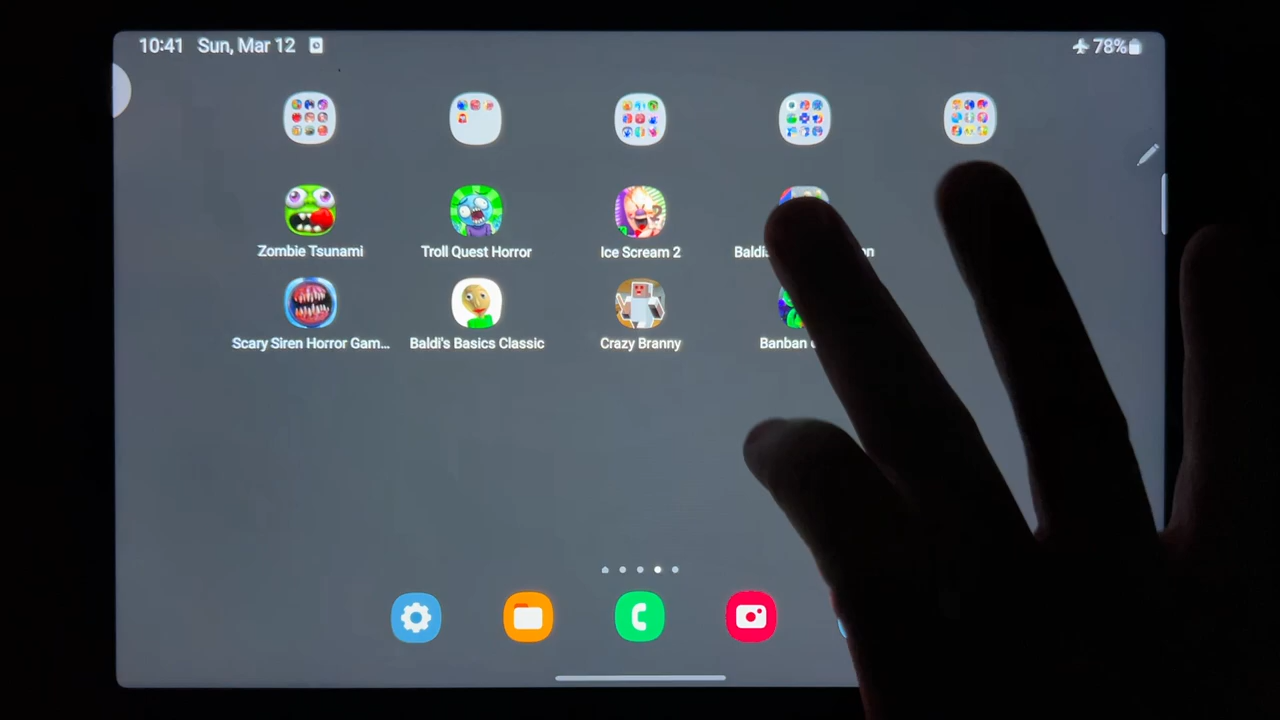 10:41 Sun, Mar 12
78%
Zombie Tsunami
Troll Quest Horror
Ice Scream 2
Scary Siren Horror Gam...
Baldi's Basics Classic
Crazy Branny
Banban